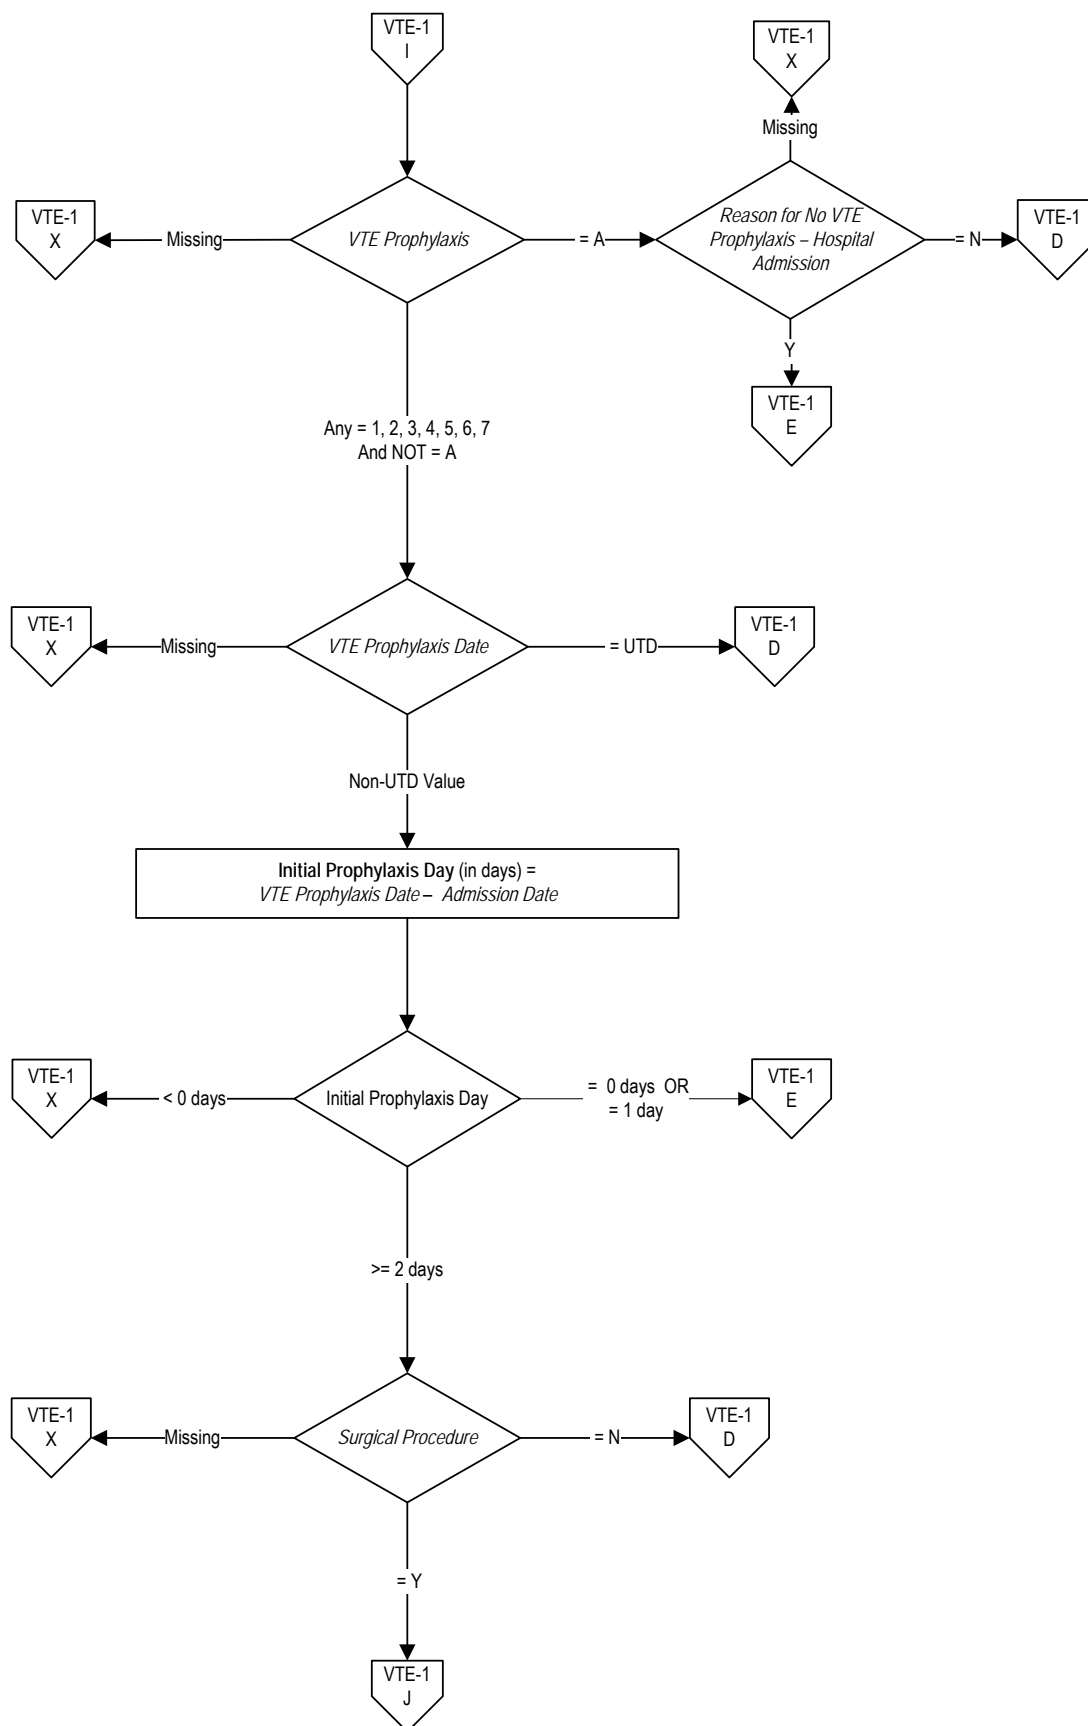 VTE-1
I
VTE-1
X
Missing
VTE-1
X
Missing
VTE Prophylaxis
= A
Reason for No VTE
Prophylaxis – Hospital
Admission
= N
VTE-1
D
Y
VTE-1
E
Any = 1, 2, 3, 4, 5, 6, 7
And NOT = A
VTE-1
X
Missing
VTE Prophylaxis Date
= UTD
VTE-1
D
Non-UTD Value
Initial Prophylaxis Day (in days) =
VTE Prophylaxis Date – Admission Date
VTE-1
X
< 0 days
Initial Prophylaxis Day
= 0 days OR
= 1 day
VTE-1
E
>= 2 days
VTE-1
X
Missing
Surgical Procedure
= N
VTE-1
D
= Y
VTE-1
J